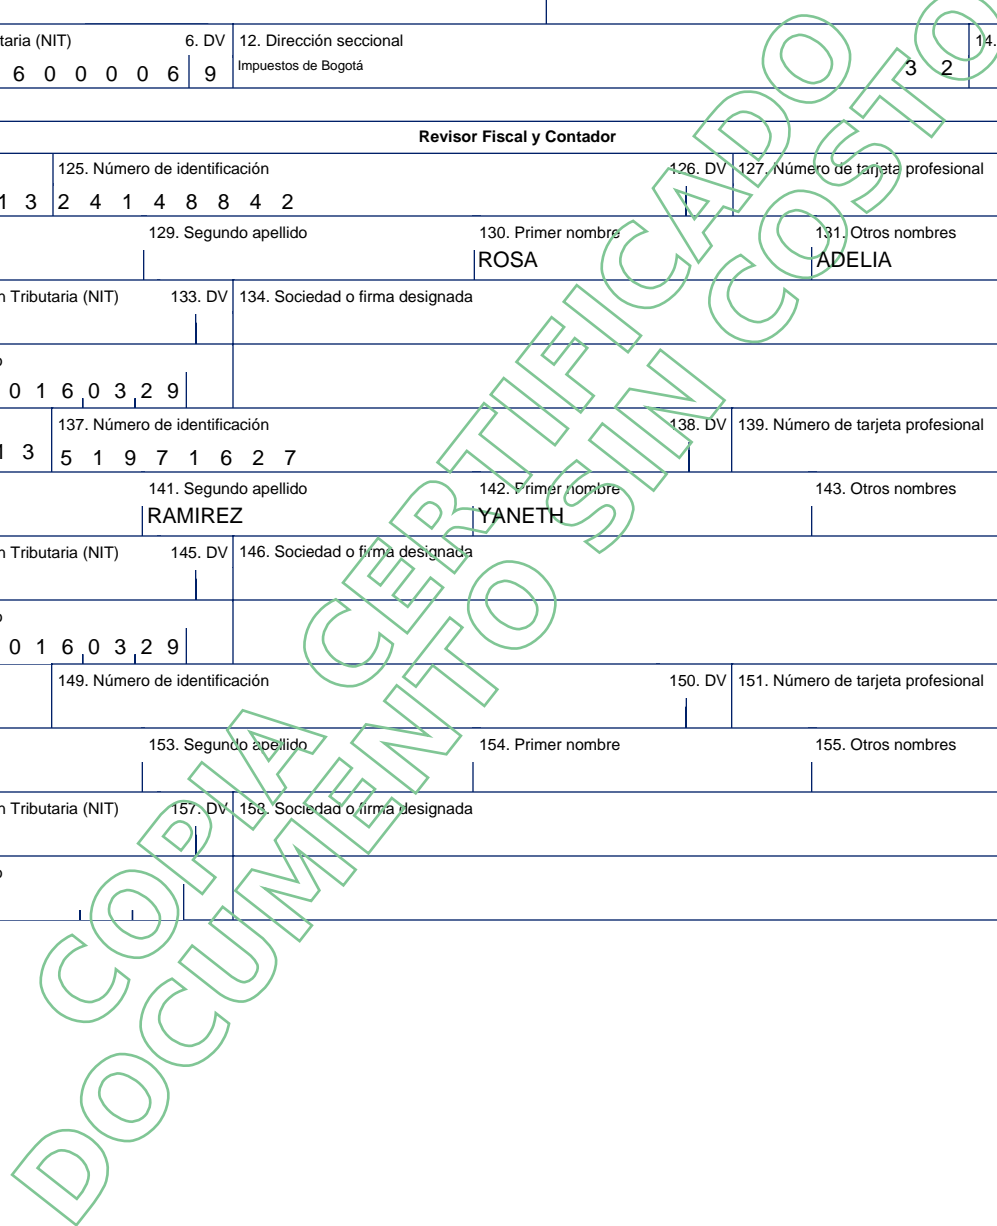 taria (NIT) 6. DV 12. Dirección seccional 14.
6 0 0 0 0 6 9 Impuestos de Bogotá 3 2
Revisor Fiscal y Contador
125. Número de identificación 126. DV 127. Número de tarjeta profesional
1 3 2 4 1 4 8 8 4 2
129. Segundo apellido 130. Primer nombre 131. Otros nombres
ROSA ADELIA
n Tributaria (NIT) 133. DV 134. Sociedad o firma designada
o
0 1 6 0 3 2 9
137. Número de identificación 138. DV 139. Número de tarjeta profesional
1 3 5 1 9 7 1 6 2 7
141. Segundo apellido 142. Primer nombre 143. Otros nombres
RAMIREZ YANETH
n Tributaria (NIT) 145. DV 146. Sociedad o firma designada
o
0 1 6 0 3 2 9
149. Número de identificación 150. DV 151. Número de tarjeta profesional
153. Segundo apellido 154. Primer nombre 155. Otros nombres
n Tributaria (NIT) 157. DV 158. Sociedad o firma designada
o
COPIA CERTIFICADO
DOCUMENTO SIN COSTO